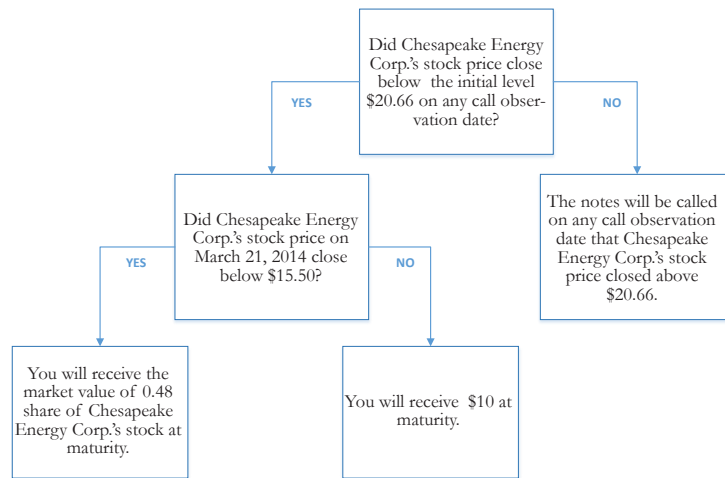 Did Chesapeake Energy
Corp.'s stock price close
below the initial level
$20.66 on any call obser-
vation date?
YES
NO
Did Chesapeake Energy
Corp.'s stock price on
March 21, 2014 close
below $15.50?
The notes will be called
on any call observation
date that Chesapeake
Energy Corp.'s stock
price closed above
$20.66.
YES
NO
You will receive the
market value of 0.48
share of Chesapeake
Energy Corp.'s stock at
maturity.
You will receive $10 at
maturity.